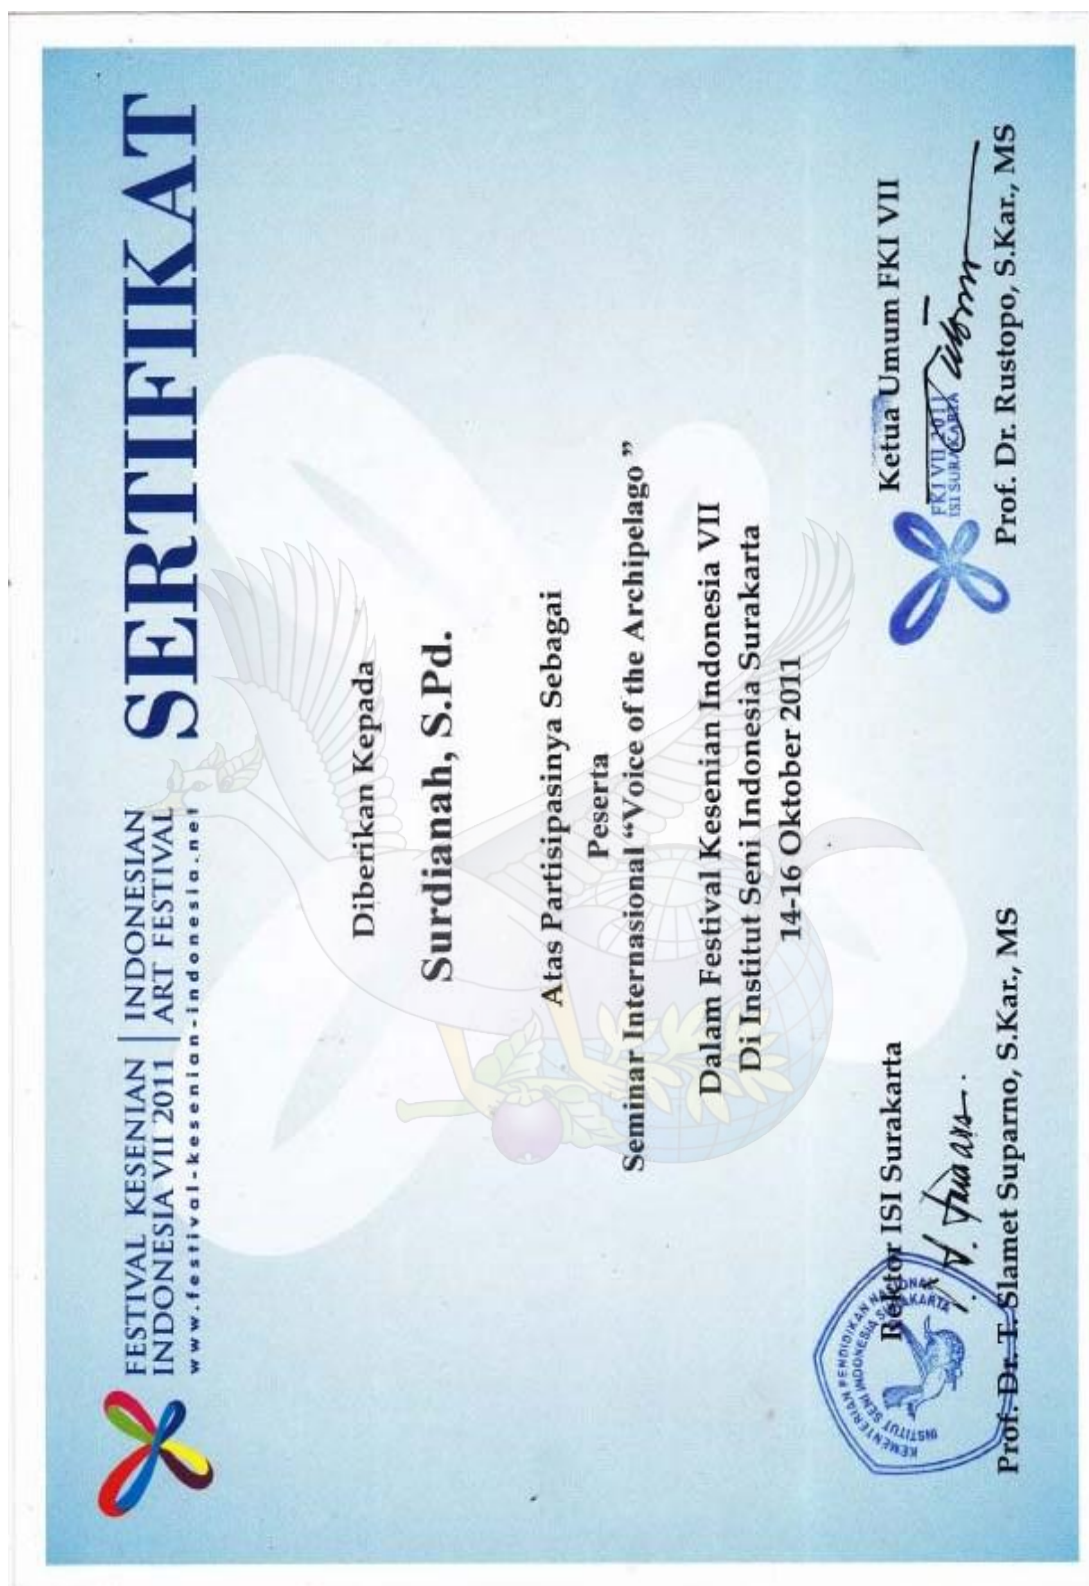 FESTIVAL KESENIAN
INDONESIA VII 2011
INDONESIAN
ART FESTIVAL
www.festival-kesenian-indonesia.net
SERTIFIKAT
Diberikan Kepada
Surdianah, S.Pd.
Atas Partisipasinya Sebagai
Peserta
Seminar Internasional “Voice of the Archipelago ”
Dalam Festival Kesenian Indonesia VII
Di Institut Seni Indonesia Surakarta
14-16 Oktober 2011
Rektor ISI Surakarta
KEMENTERIAN PENDIDIKAN NASIONAL
INSTITUT SENI INDONESIA SURAKARTA
Prof. Dr. T. Slamet Suparno, S.Kar., MS
Ketua Umum FKI VII
FKI VII 2011
ISI SURAKARTA
Prof. Dr. Rustopo, S.Kar., MS